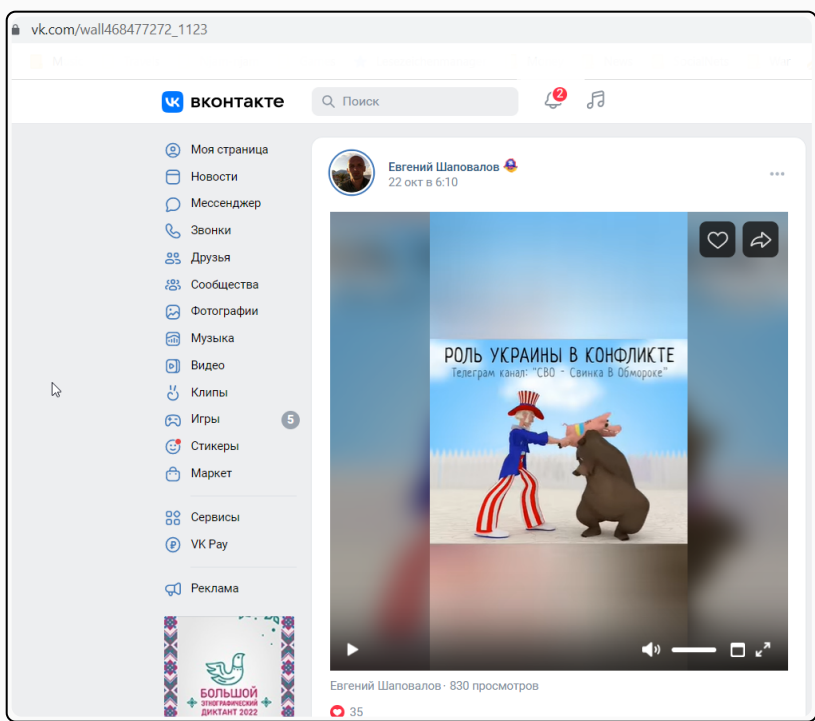 vk.com/wall468477272_1123
вконтакте
Поиск
2
Моя страница
Новости
Мессенджер
Звонки
Друзья
Сообщества
Фотографии
Музыка
Видео
Клипы
Игры
5
Стикеры
Маркет
Сервисы
VK Pay
Реклама
БОЛЬШОЙ
ЭТНОГРАФИЧЕСКИЙ
ДИКТАНТ 2022
Евгений Шаповалов
22 окт в 6:10
РОЛЬ УКРАИНЫ В КОНФЛИКТЕ
Телеграм канал: "СВО - Свинка В Обмороке"
Евгений Шаповалов · 830 просмотров
35